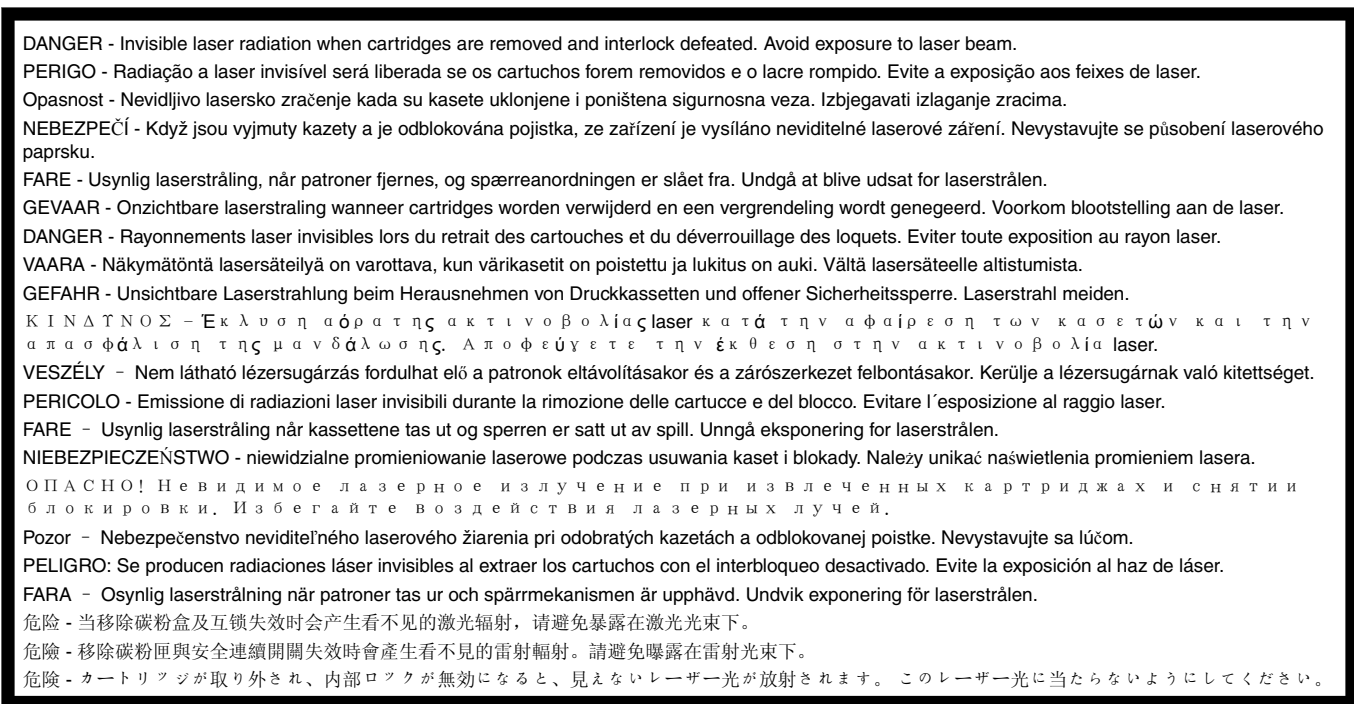 DANGER - Invisible laser radiation when cartridges are removed and interlock defeated. Avoid exposure to laser beam.
PERIGO - Radiação a laser invisível será liberada se os cartuchos forem removidos e o lacre rompido. Evite a exposição aos feixes de laser.
Opasnost - Nevidljivo lasersko zračenje kada su kasete uklonjene i poništena sigurnosna veza. Izbjegavati izlaganje zracima.
NEBEZPEČÍ - Když jsou vyjmuty kazety a je odblokována pojistka, ze zařízení je vysíláno neviditelné laserové záření. Nevystavujte se působení laserového
paprsku.
FARE - Usynlig laserstråling, når patroner fjernes, og spærreanordningen er slået fra. Undgå at blive udsat for laserstrålen.
GEVAAR - Onzichtbare laserstraling wanneer cartridges worden verwijderd en een vergrendeling wordt genegeerd. Voorkom blootstelling aan de laser.
DANGER - Rayonnements laser invisibles lors du retrait des cartouches et du déverrouillage des loquets. Eviter toute exposition au rayon laser.
VAARA - Näkymätöntä lasersäteilyä on varottava, kun värikasetit on poistettu ja lukitus on auki. Vältä lasersäteelle altistumista.
GEFAHR - Unsichtbare Laserstrahlung beim Herausnehmen von Druckkassetten und offener Sicherheitssperre. Laserstrahl meiden.
ΚΙΝΔΥΝΟΣ – Έκλυση αόρατης ακτινοβολίας laser κατά την αφαίρεση των κασετών και την
απασφάλιση της μανδάλωσης. Αποφεύγετε την έκθεση στην ακτινοβολία laser.
VESZÉLY – Nem látható lézersugárzás fordulhat elő a patronok eltávolításakor és a zárószerkezet felbontásakor. Kerülje a lézersugárnak való kitettséget.
PERICOLO - Emissione di radiazioni laser invisibili durante la rimozione delle cartucce e del blocco. Evitare l´esposizione al raggio laser.
FARE – Usynlig laserstråling når kassettene tas ut og sperren er satt ut av spill. Unngå eksponering for laserstrålen.
NIEBEZPIECZEŃSTWO - niewidzialne promieniowanie laserowe podczas usuwania kaset i blokady. Należy unikać naświetlenia promieniem lasera.
ОПАСНО! Невидимое лазерное излучение при извлеченных картриджах и снятии
блокировки. Избегайте воздействия лазерных лучей.
Pozor – Nebezpečenstvo neviditeľného laserového žiarenia pri odobratých kazetách a odblokovanej poistke. Nevystavujte sa lúčom.
PELIGRO: Se producen radiaciones láser invisibles al extraer los cartuchos con el interbloqueo desactivado. Evite la exposición al haz de láser.
FARA – Osynlig laserstrålning när patroner tas ur och spärrmekanismen är upphävd. Undvik exponering för laserstrålen.
危险 - 当移除碳粉盒及互锁失效时会产生看不见的激光辐射，请避免暴露在激光光束下。
危險 - 移除碳粉匣與安全連續開關失效時會產生看不見的雷射輻射。請避免曝露在雷射光束下。
危険 - カートリッジが取り外され、内部ロックが無効になると、見えないレーザー光が放射されます。 このレーザー光に当たらないようにしてください。